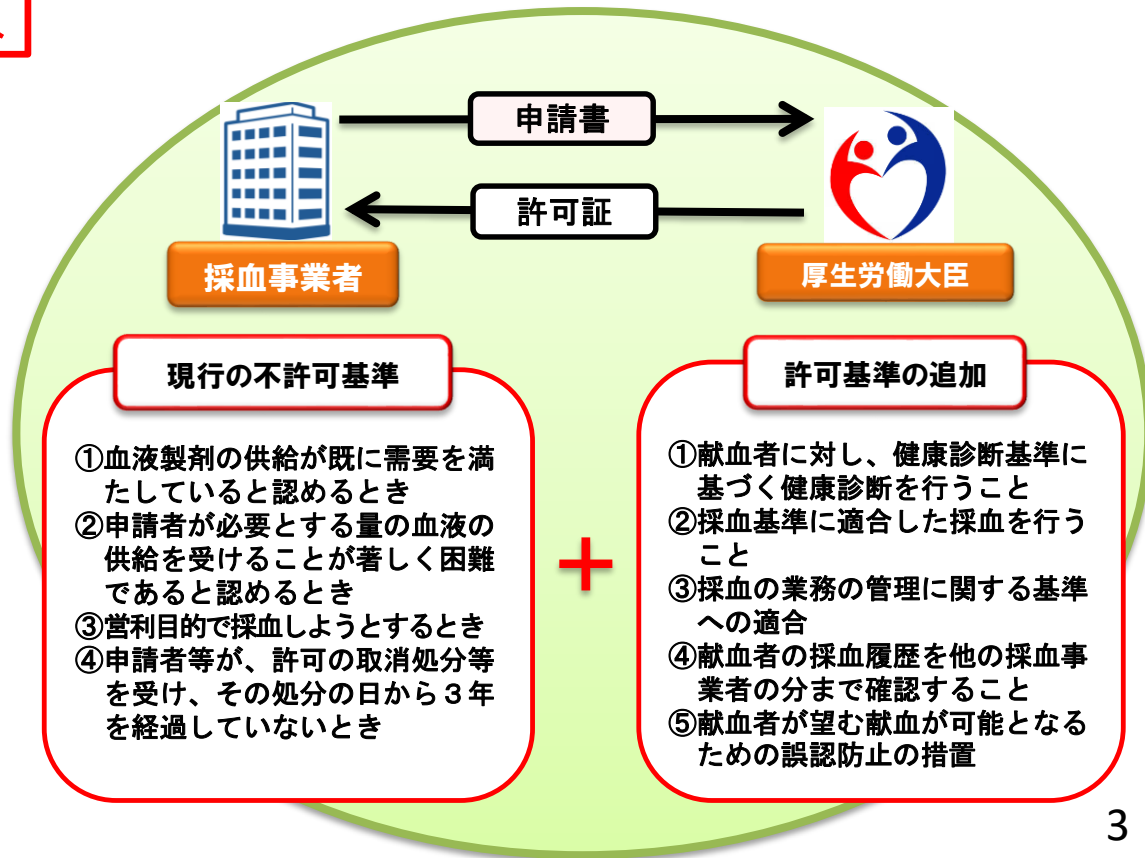 申請書
許可証
採血事業者
厚生労働大臣
現行の不許可基準
①血液製剤の供給が既に需要を満
たしていると認めるとき
②申請者が必要とする量の血液の
供給を受けることが著しく困難
であると認めるとき
③営利目的で採血しようとするとき
④申請者等が、許可の取消処分等
を受け、その処分の日から３年
を経過していないとき
＋
許可基準の追加
①献血者に対し、健康診断基準に
基づく健康診断を行うこと
②採血基準に適合した採血を行う
こと
③採血の業務の管理に関する基準
への適合
④献血者の採血履歴を他の採血事
業者の分まで確認すること
⑤献血者が望む献血が可能となる
ための誤認防止の措置
3